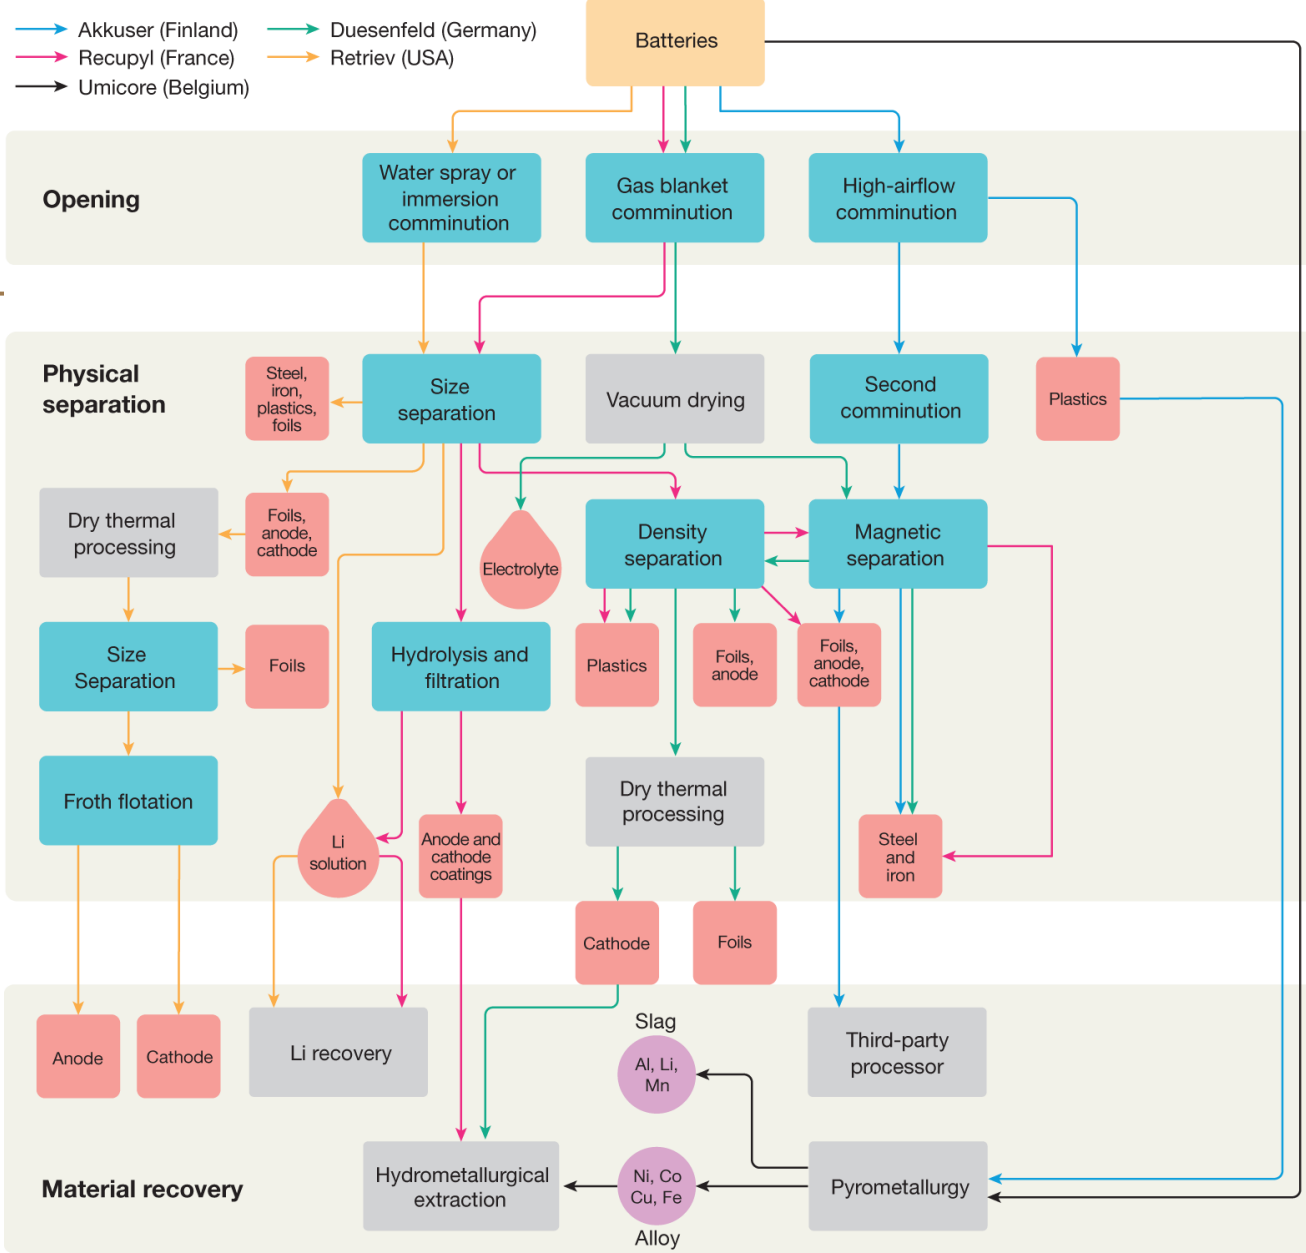 Akkuser (Finland)
Duesenfeld (Germany)
Recupyl (France)
Retriev (USA)
Umicore (Belgium)
Batteries
Opening
Water spray or
immersion
comminution
Gas blanket
comminution
High-airflow
comminution
Physical
separation
Steel,
iron,
plastics,
foils
Size
separation
Vacuum drying
Second
comminution
Plastics
Dry thermal
processing
Foils,
anode,
cathode
Electrolyte
Density
separation
Magnetic
separation
Size
Separation
Foils
Hydrolysis and
filtration
Plastics
Foils,
anode
Foils,
anode,
cathode
Froth flotation
Li
solution
Anode and
cathode
coatings
Dry thermal
processing
Steel
and
iron
Cathode
Foils
Anode
Cathode
Li recovery
Slag
Al, Li,
Mn
Third-party
processor
Material recovery
Hydrometallurgical
extraction
Ni, Co
Cu, Fe
Alloy
Pyrometallurgy